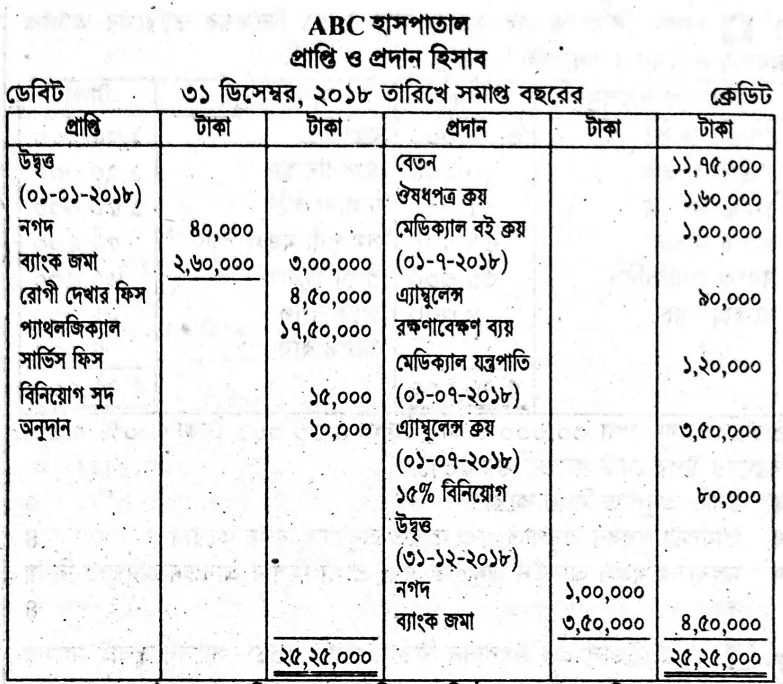 ABC হাসপাতাল
প্রাপ্তি ও প্রদান হিসাব
ডেবিট ৩১ ডিসেম্বর, ২০১৮ তারিখে সমাপ্ত বছরের ক্রেডিট
প্রাপ্তি টাকা টাকা প্রদান টাকা টাকা
উদ্বৃত্ত বেতন ১১,৭৫,০০০
(০১-০১-২০১৮) ঔষধপত্র ক্রয় ১,৬০,০০০
নগদ ৪০,০০০ মেডিক্যাল বই ক্রয় ১,০০,০০০
ব্যাংক জমা ২,৬০,০০০ ৩,০০,০০০ (০১-৭-২০১৮)
রোগী দেখার ফিস ৪,৫০,০০০ এ্যাম্বুলেন্স ৯০,০০০
প্যাথলজিক্যাল ১৭,৫০,০০০ রক্ষণাবেক্ষণ ব্যয়
সার্ভিস ফিস মেডিক্যাল যন্ত্রপাতি ১,২০,০০০
বিনিয়োগ সুদ ১৫,০০০ (০১-০৭-২০১৮)
অনুদান ১০,০০০ এ্যাম্বুলেন্স ক্রয় ৩,৫০,০০০
(০১-০৭-২০১৮)
১৫% বিনিয়োগ ৮০,০০০
উদ্বৃত্ত
(৩১-১২-২০১৮)
নগদ ১,০০,০০০
ব্যাংক জমা ৩,৫০,০০০ ৪,৫০,০০০
২৫,২৫,০০০ ২৫,২৫,০০০